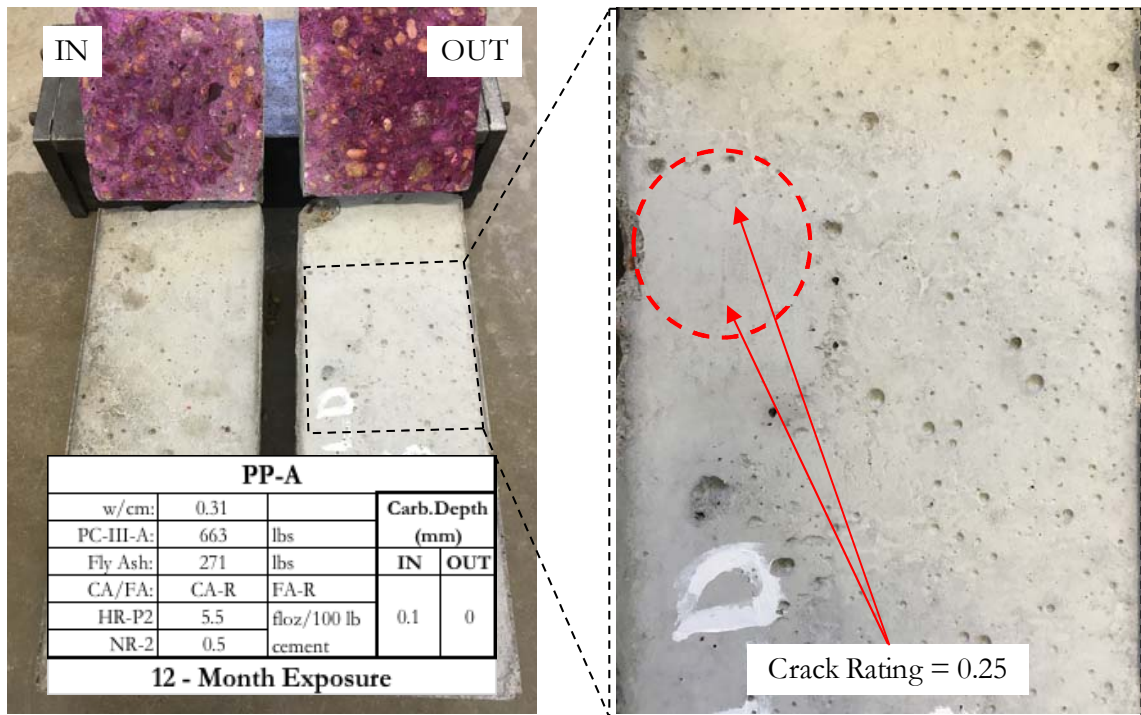 IN
OUT
PP-A
w/cm: 0.31 Carb.Depth
PC-III-A: 663 lbs (mm)
Fly Ash: 271 lbs IN OUT
CA/FA: CA-R FA-R
HR-P2 5.5 floz/100 lb 0.1 0
NR-2 0.5 cement
12 - Month Exposure
D
Crack Rating = 0.25